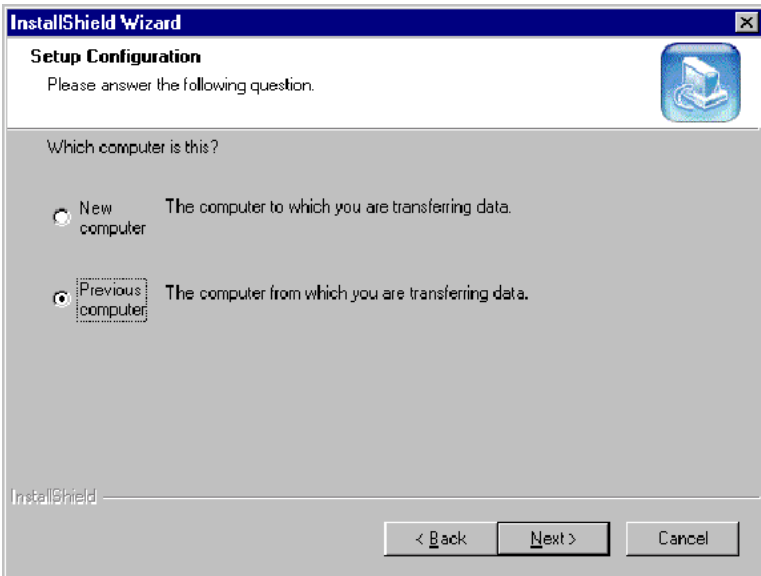 InstallShield Wizard
Setup Configuration
Please answer the following question.
Which computer is this?
New computer
The computer to which you are transferring data.
Previous computer
The computer from which you are transferring data.
InstallShield
< Back
Next >
Cancel